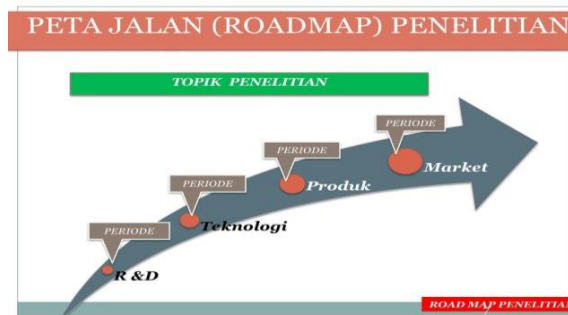 PETA JALAN (ROADMAP) PENELITIAN
TOPIK PENELITIAN
PERIODE
Market
PERIODE
Produk
PERIODE
Teknologi
PERIODE
R &D
ROAD MAP PENELITIAN